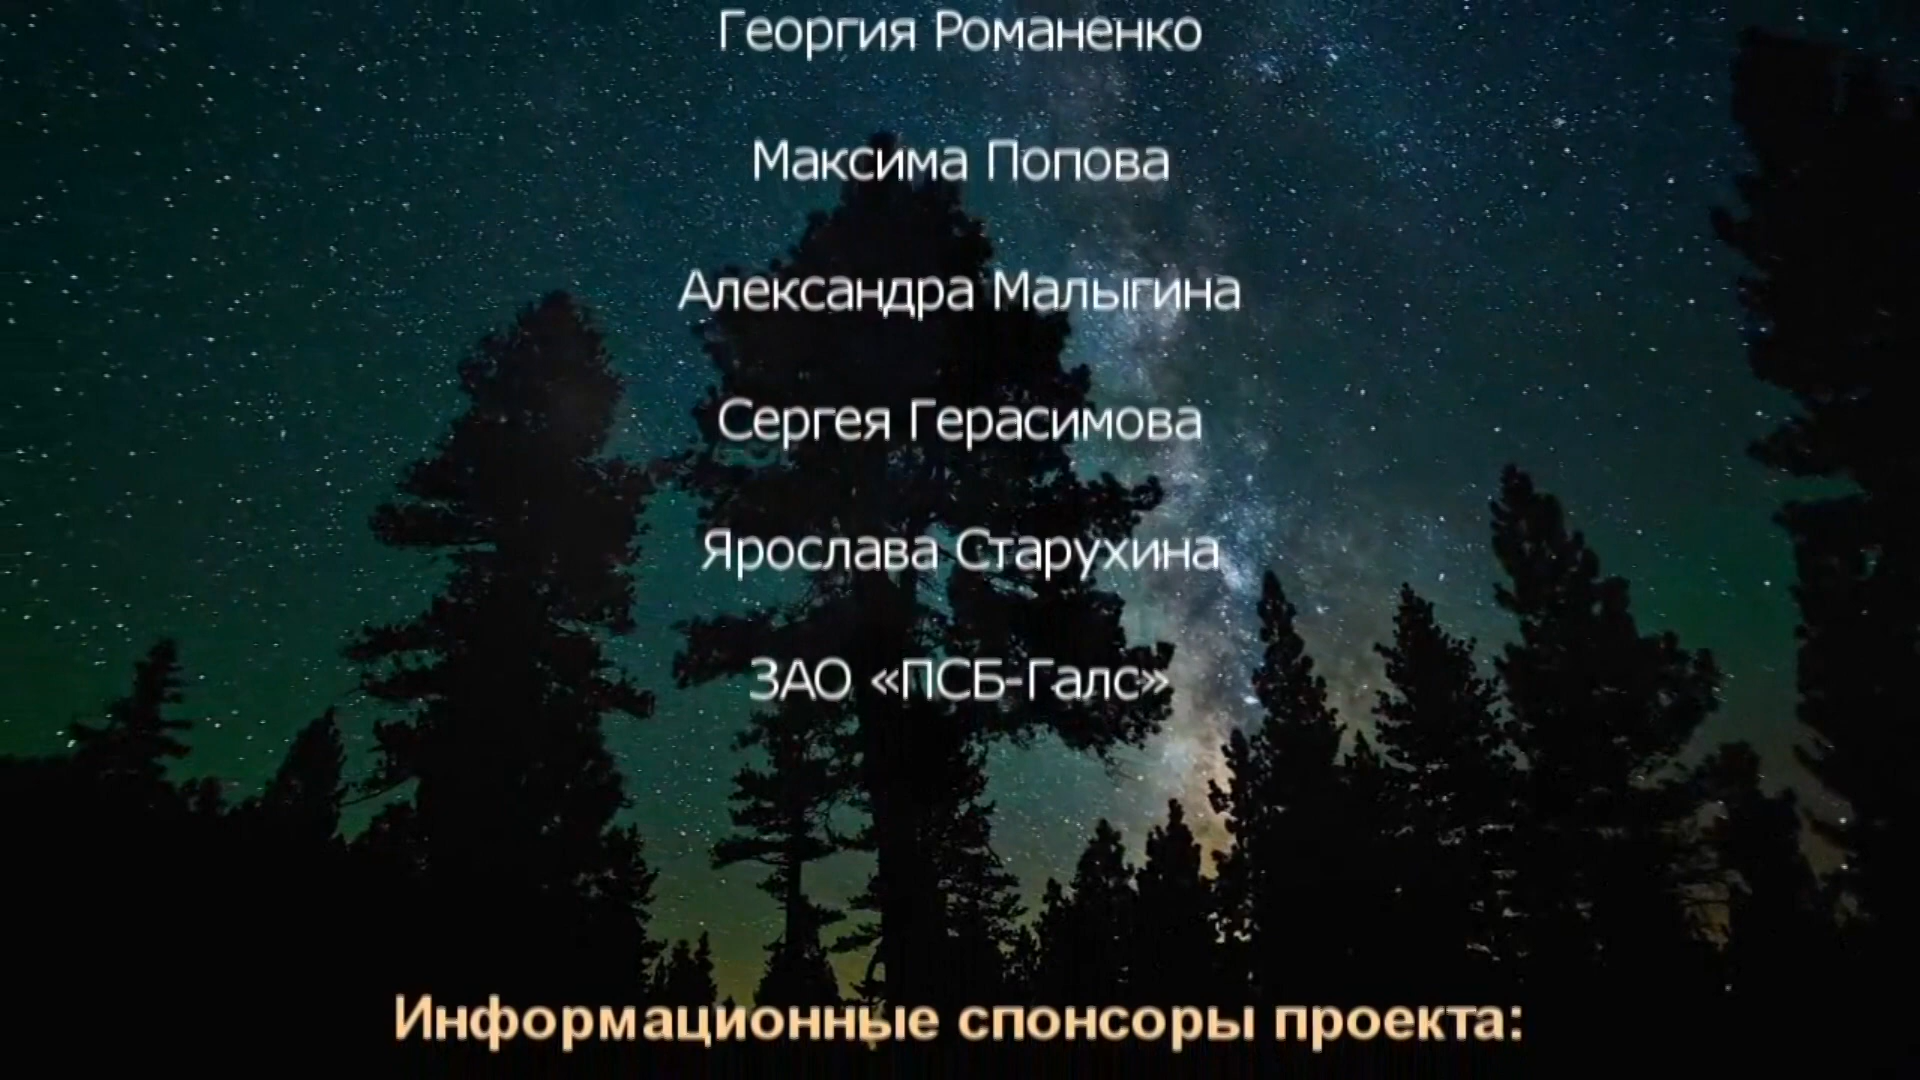 Георгия Романенко
Максима Попова
Александра Малыгина
Сергея Герасимова
Ярослава Старухина
ЗАО «ПСБ-Галс»
Информационные спонсоры проекта: